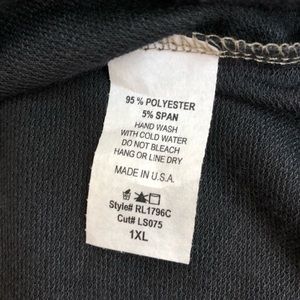 95 % POLYESTER
5% SPAN
HAND WASH
WITH COLD WATER
DO NOT BLEACH
HANG OR LINE DRY
MADE IN U.S.A.
Style# RL1796C
Cut# LS075
1XL